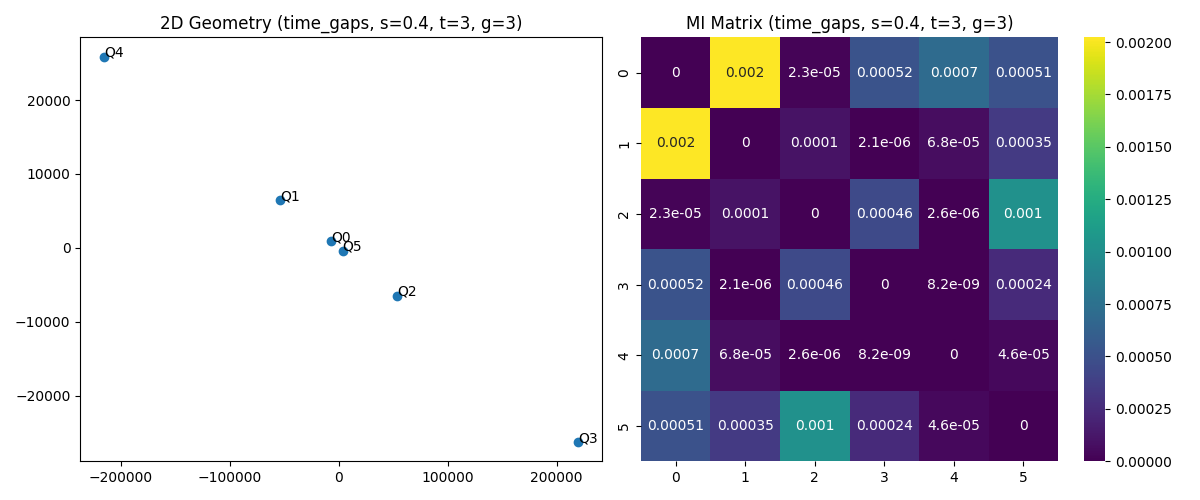 2D Geometry (time_gaps, s=0.4, t=3, g=3)
Q4
Q1
Q0
Q5
Q2
Q3
20000
10000
0
−10000
−20000
−200000 −100000 0 100000 200000
MI Matrix (time_gaps, s=0.4, t=3, g=3)
0 0 0.002 2.3e-05 0.00052 0.0007 0.00051
1 0.002 0 0.0001 2.1e-06 6.8e-05 0.00035
2 2.3e-05 0.0001 0 0.00046 2.6e-06 0.001
3 0.00052 2.1e-06 0.00046 0 8.2e-09 0.00024
4 0.0007 6.8e-05 2.6e-06 8.2e-09 0 4.6e-05
5 0.00051 0.00035 0.001 0.00024 4.6e-05 0
0 1 2 3 4 5
0.00200
0.00175
0.00150
0.00125
0.00100
0.00075
0.00050
0.00025
0.00000